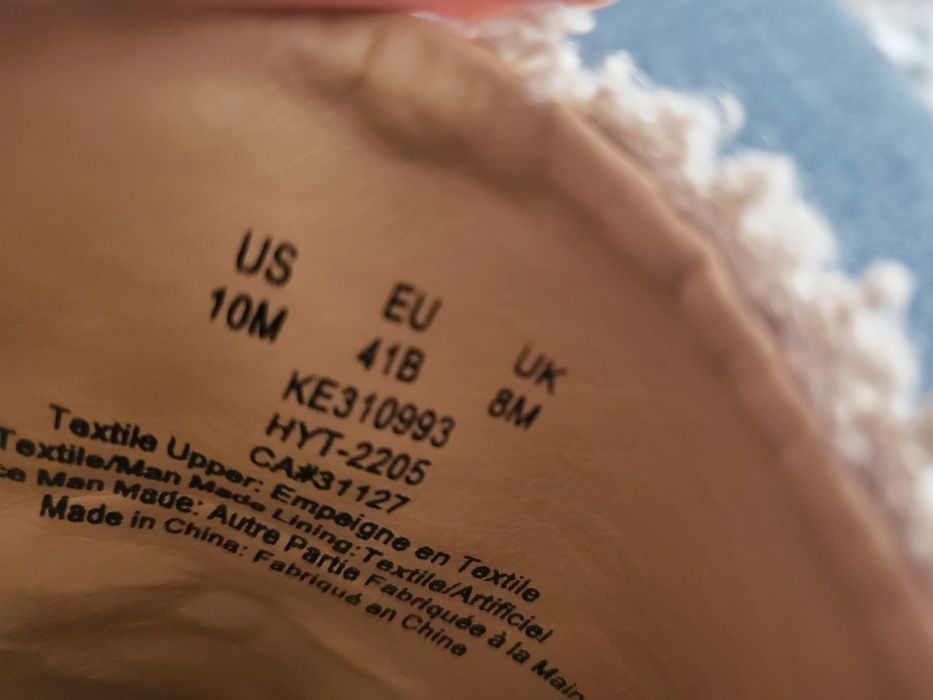 US EU UK
10M 41B 8M
KE310993
HYT-2205
CA#31127
Textile Upper: Empeigne en Textile
Textile/Man Made Lining:Textile/Artificiel
Man Made: Autre Partie Fabriquée à la Main
Made in China: Fabriqué en Chine